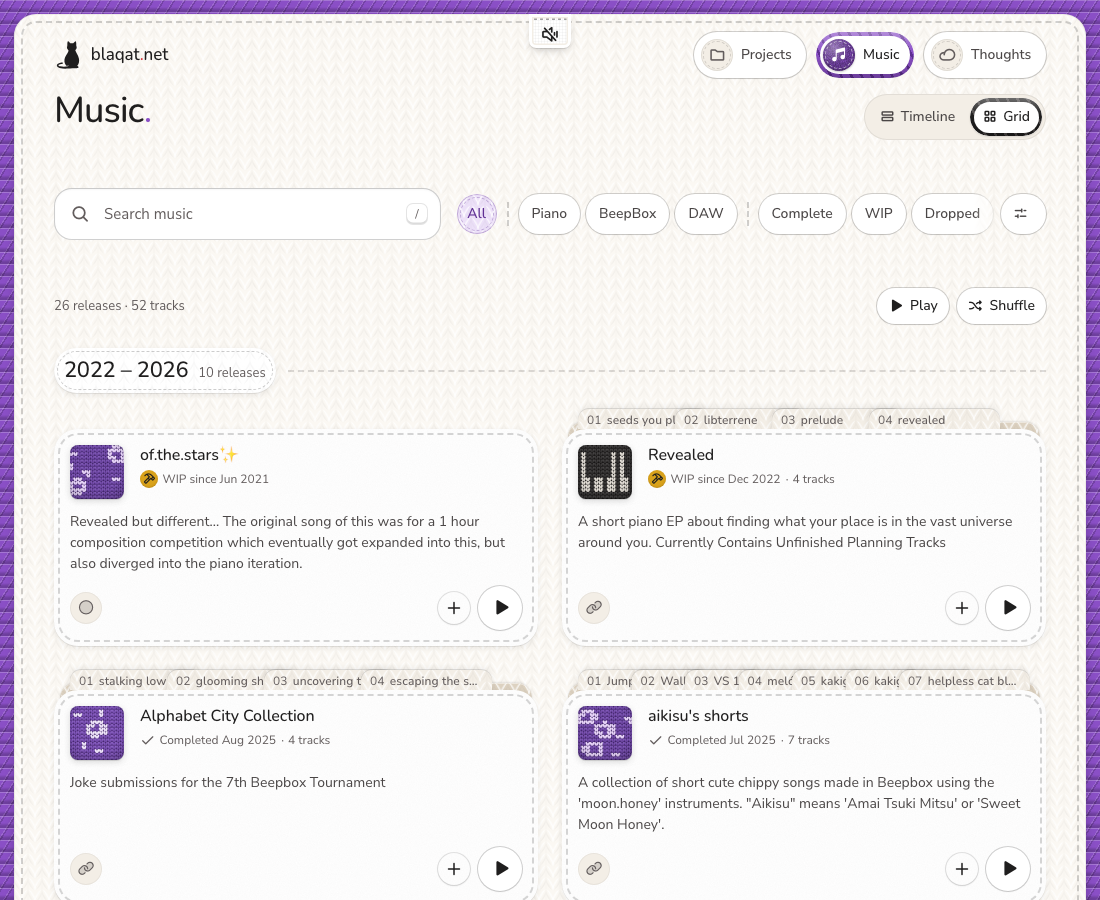 blaqat.net
Projects
Music
Thoughts
Music.
Timeline
Grid
Search music
/
All
Piano
BeepBox
DAW
Complete
WIP
Dropped
26 releases · 52 tracks
Play
Shuffle
2022 – 2026 10 releases
of.the.stars✨
WIP since Jun 2021
Revealed but different... The original song of this was for a 1 hour
composition competition which eventually got expanded into this, but
also diverged into the piano iteration.
01 seeds you pl
02 libterrene
03 prelude
04 revealed
Revealed
WIP since Dec 2022 · 4 tracks
A short piano EP about finding what your place is in the vast universe
around you. Currently Contains Unfinished Planning Tracks
01 stalking low
02 glooming sh
03 uncovering t
04 escaping the s...
Alphabet City Collection
Completed Aug 2025 · 4 tracks
Joke submissions for the 7th Beepbox Tournament
01 Jump
02 Wall
03 VS 1
04 melo
05 kakig
06 kakig
07 helpless cat bl...
aikisu's shorts
Completed Jul 2025 · 7 tracks
A collection of short cute chippy songs made in Beepbox using the
'moon.honey' instruments. "Aikisu" means 'Amai Tsuki Mitsu' or 'Sweet
Moon Honey'.